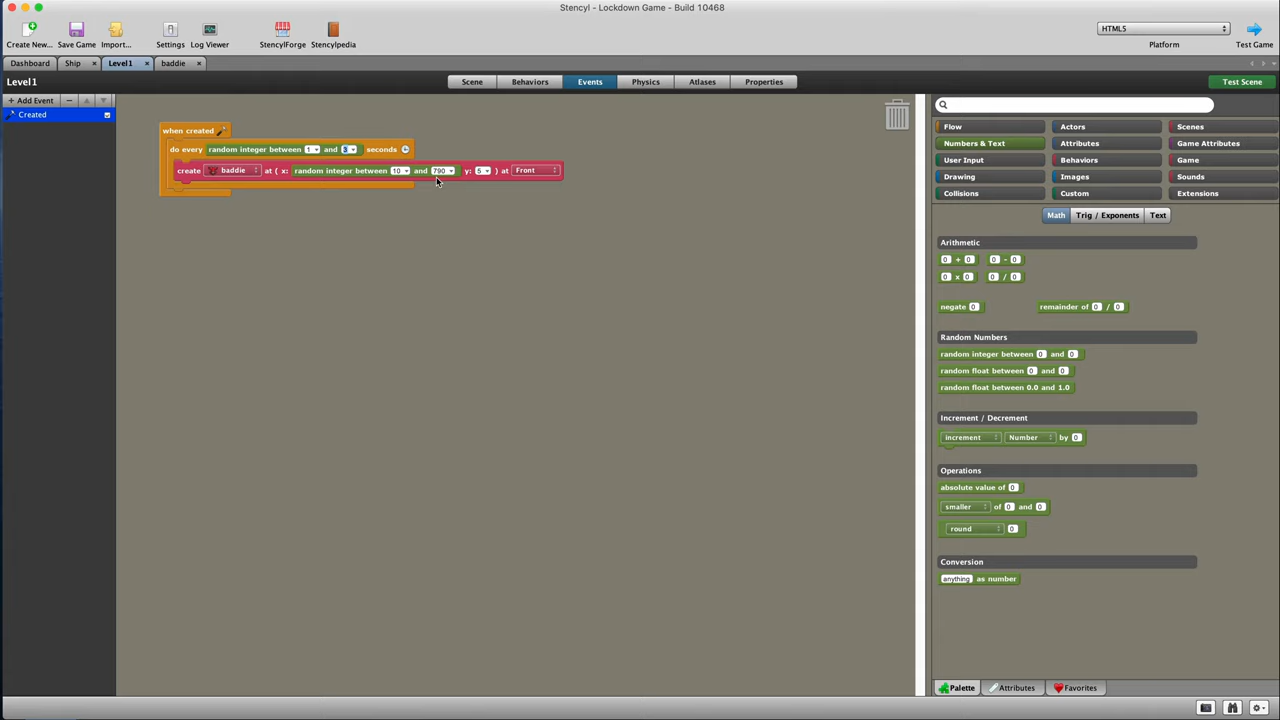 Stencyl - Lockdown Game - Build 10468
Create New... Save Game Import... Settings Log Viewer StencylForge Stencylpedia HTML5 Platform Test Game
Dashboard Ship × Level1 × baddie ×
Level1 Scene Behaviors Events Physics Atlases Properties Test Scene
+ Add Event −
Created
when created
do every random integer between 1 and 3 seconds
create baddie at ( x: random integer between 10 and 790 y: 5 ) at Front
Flow Actors Scenes
Numbers & Text Attributes Game Attributes
User Input Behaviors Game
Drawing Images Sounds
Collisions Custom Extensions
Math Trig / Exponents Text
Arithmetic
0 + 0 0 - 0
0 x 0 0 / 0
negate 0 remainder of 0 / 0
Random Numbers
random integer between 0 and 0
random float between 0 and 0
random float between 0.0 and 1.0
Increment / Decrement
increment Number by 0
Operations
absolute value of 0
smaller of 0 and 0
round 0
Conversion
anything as number
Palette Attributes Favorites